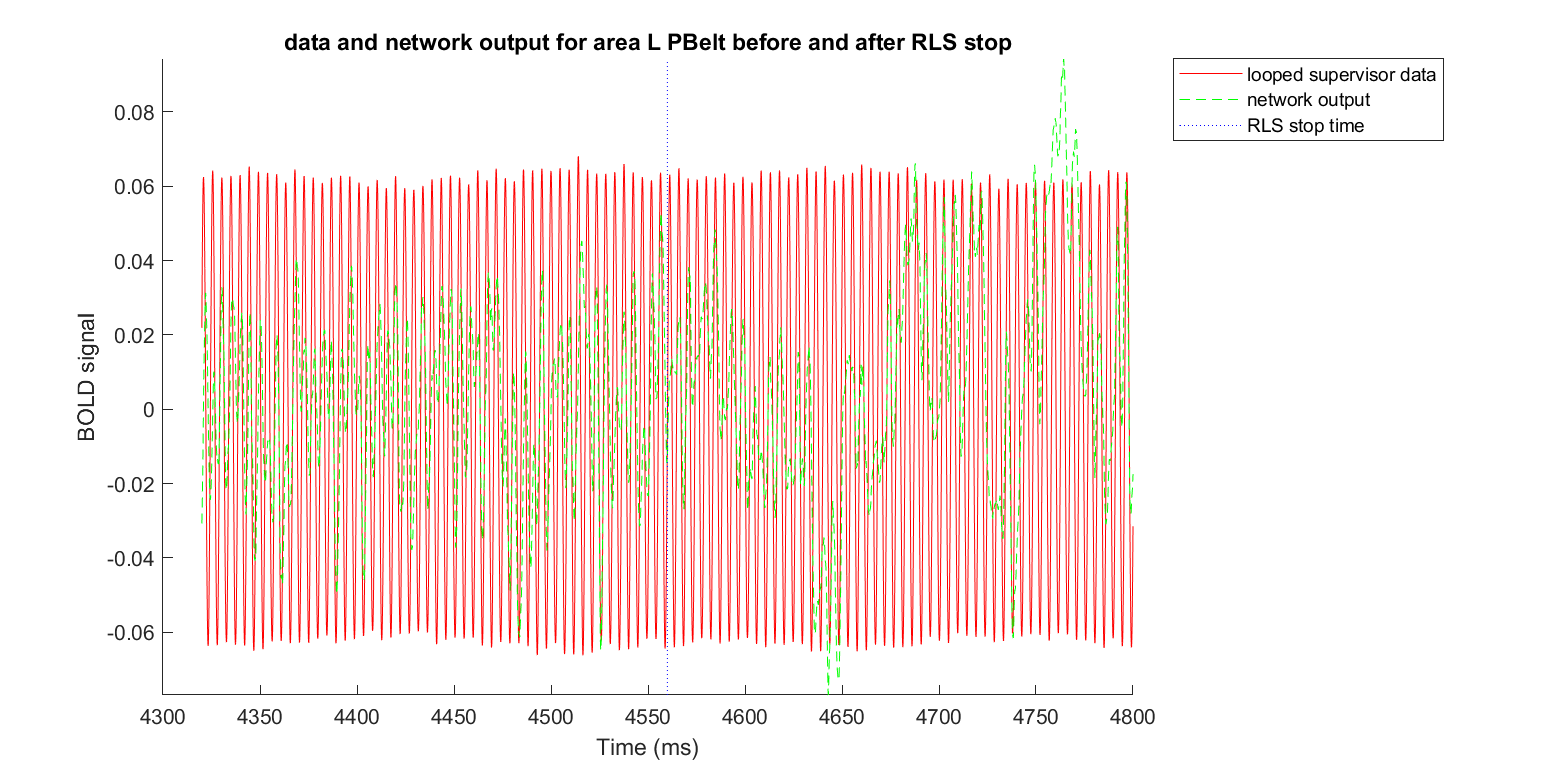 data and network output for area L PBelt before and after RLS stop
looped supervisor data
network output
RLS stop time
BOLD signal
0.08
0.06
0.04
0.02
0
-0.02
-0.04
-0.06
4300 4350 4400 4450 4500 4550 4600 4650 4700 4750 4800
Time (ms)